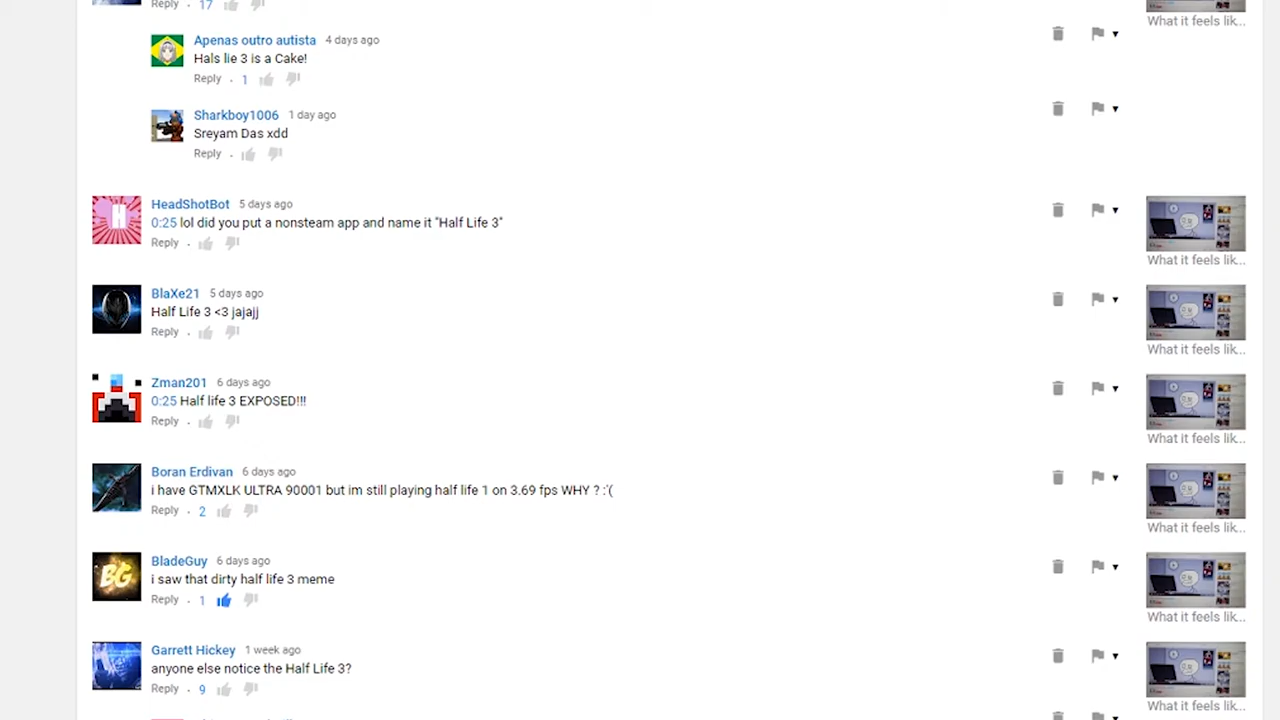 Reply . 17
What it feels lik...
Apenas outro autista 4 days ago
Hals lie 3 is a Cake!
Reply . 1
Sharkboy1006 1 day ago
Sreyam Das xdd
Reply .
HeadShotBot 5 days ago
0:25 lol did you put a nonsteam app and name it "Half Life 3"
Reply .
What it feels lik...
BlaXe21 5 days ago
Half Life 3 <3 jajajj
Reply .
What it feels lik...
Zman201 6 days ago
0:25 Half life 3 EXPOSED!!!
Reply .
What it feels lik...
Boran Erdivan 6 days ago
i have GTMXLK ULTRA 90001 but im still playing half life 1 on 3.69 fps WHY ? :'(
Reply . 2
What it feels lik...
BladeGuy 6 days ago
i saw that dirty half life 3 meme
Reply . 1
What it feels lik...
Garrett Hickey 1 week ago
anyone else notice the Half Life 3?
Reply . 9
What it feels lik...